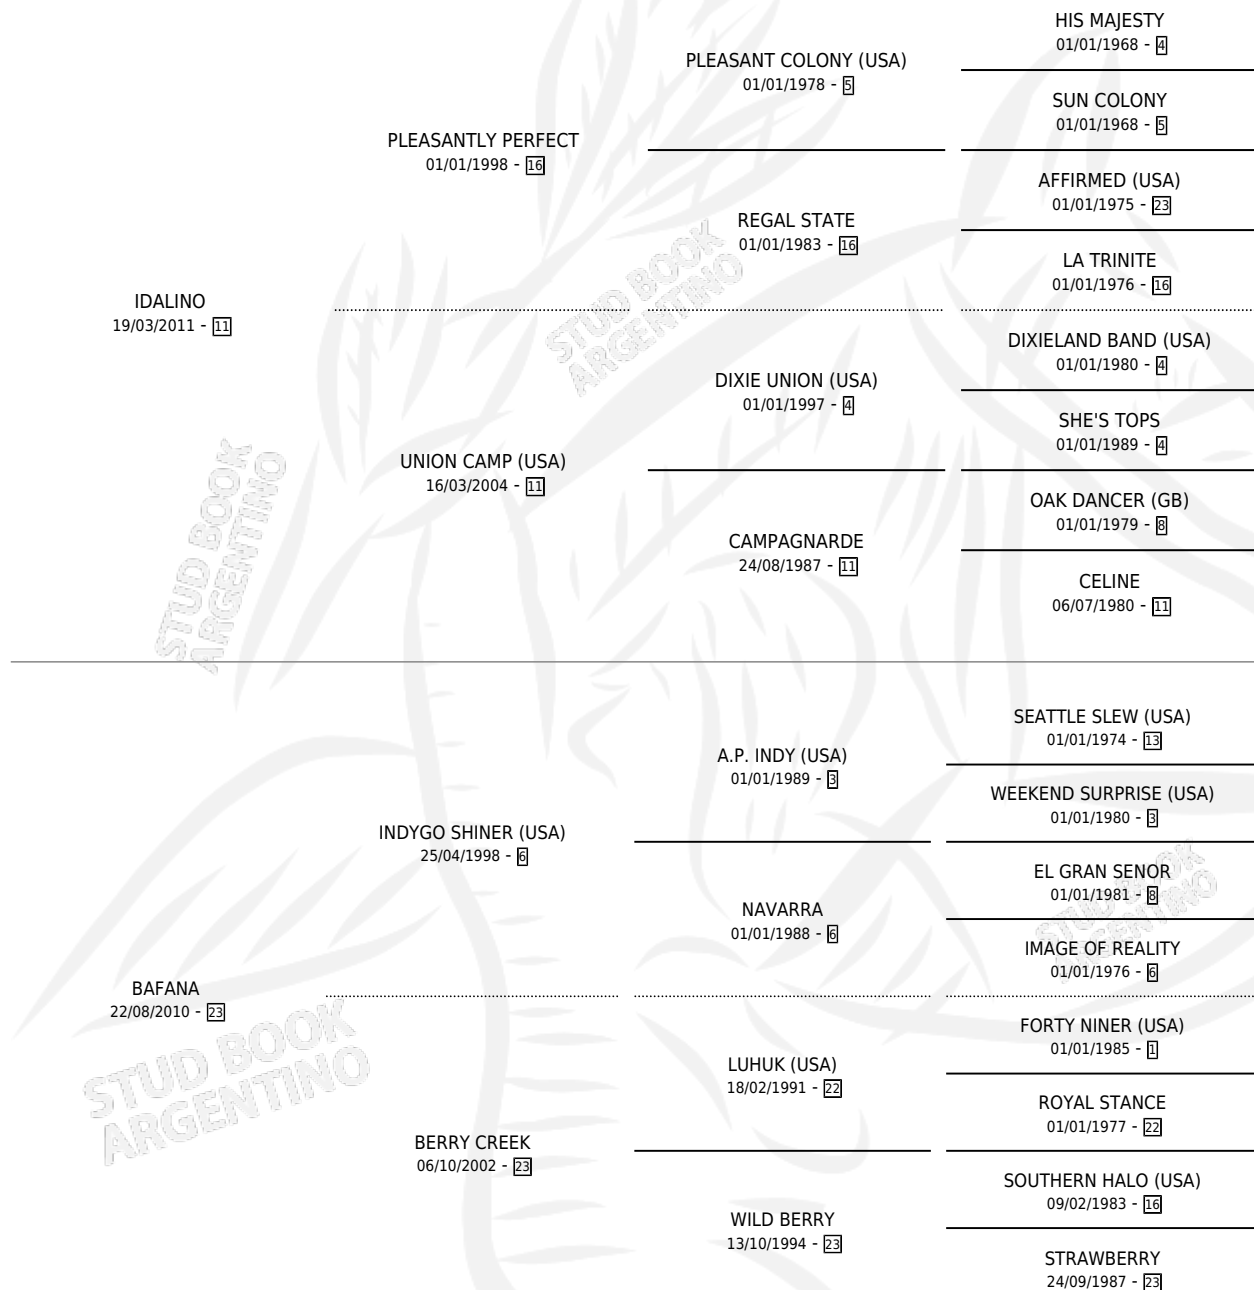 HIS MAJESTY
01/01/1968 - 4
PLEASANT COLONY (USA)
01/01/1978 - 5
SUN COLONY
01/01/1968 - 5
PLEASANTLY PERFECT
01/01/1998 - 16
AFFIRMED (USA)
01/01/1975 - 23
REGAL STATE
01/01/1983 - 16
LA TRINITE
01/01/1976 - 16
IDALINO
19/03/2011 - 11
DIXIELAND BAND (USA)
01/01/1980 - 4
DIXIE UNION (USA)
01/01/1997 - 4
SHE'S TOPS
01/01/1989 - 4
UNION CAMP (USA)
16/03/2004 - 11
OAK DANCER (GB)
01/01/1979 - 8
CAMPAGNARDE
24/08/1987 - 11
CELINE
06/07/1980 - 11
SEATTLE SLEW (USA)
01/01/1974 - 13
A.P. INDY (USA)
01/01/1989 - 3
WEEKEND SURPRISE (USA)
01/01/1980 - 3
INDYGO SHINER (USA)
25/04/1998 - 6
EL GRAN SENOR
01/01/1981 - 8
NAVARRA
01/01/1988 - 6
IMAGE OF REALITY
01/01/1976 - 6
BAFANA
22/08/2010 - 23
FORTY NINER (USA)
01/01/1985 - 1
LUHUK (USA)
18/02/1991 - 22
ROYAL STANCE
01/01/1977 - 22
BERRY CREEK
06/10/2002 - 23
SOUTHERN HALO (USA)
09/02/1983 - 16
WILD BERRY
13/10/1994 - 23
STRAWBERRY
24/09/1987 - 23
STUD BOOK
ARGENTINO
STUD BOOK
ARGENTINO
STUD BOOK
ARGENTINO
STUD BOOK
ARGENTINO